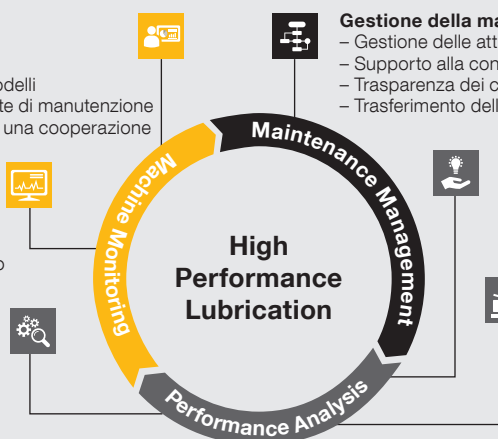 Gestione della ma
– Gestione delle att
– Supporto alla con
– Trasparenza dei c
– Trasferimento dell
odelli
te di manutenzione
una cooperazione
o
Machine Monitoring
Maintenance Management
Performance Analysis
High
Performance
Lubrication